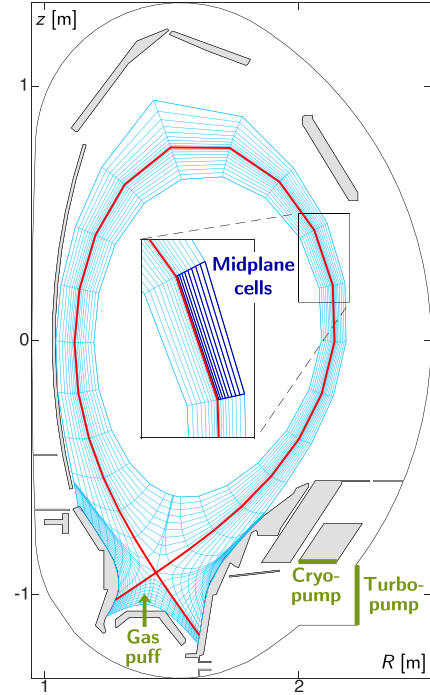 z [m]
1
Midplane
cells
0
-1
Cryo-
pump
Turbo-
pump
Gas
puff
R [m]
1
2